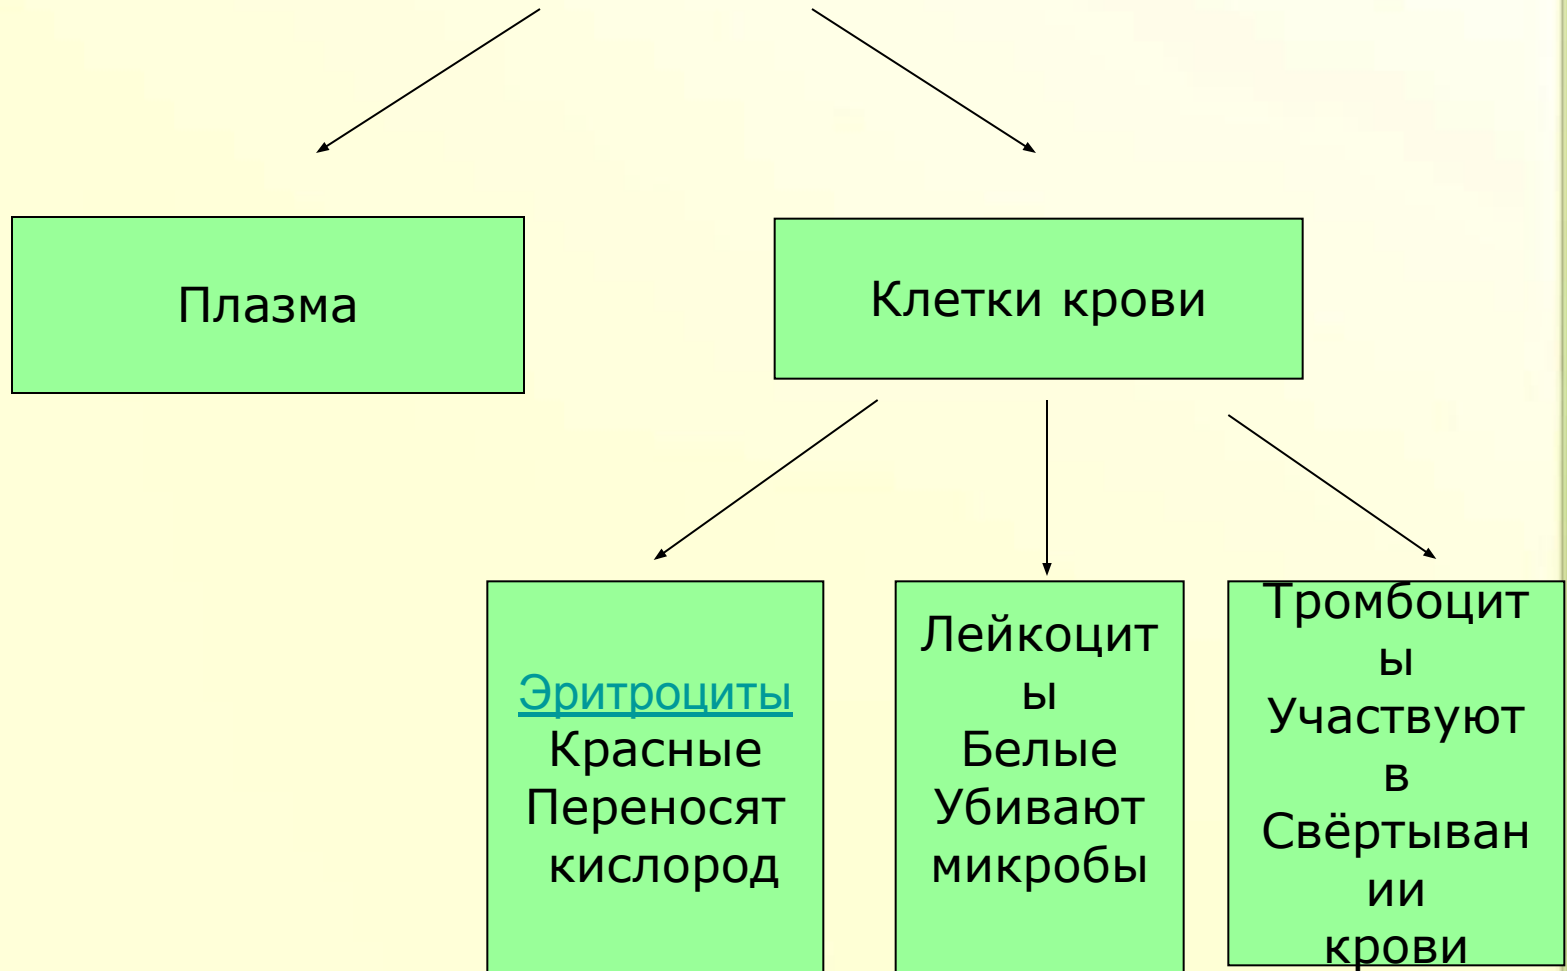 Плазма
Клетки крови
Эритроциты
Красные
Переносят
кислород
Лейкоцит
ы
Белые
Убивают
микробы
Тромбоцит
ы
Участвуют
в
Свёртыван
ии
крови